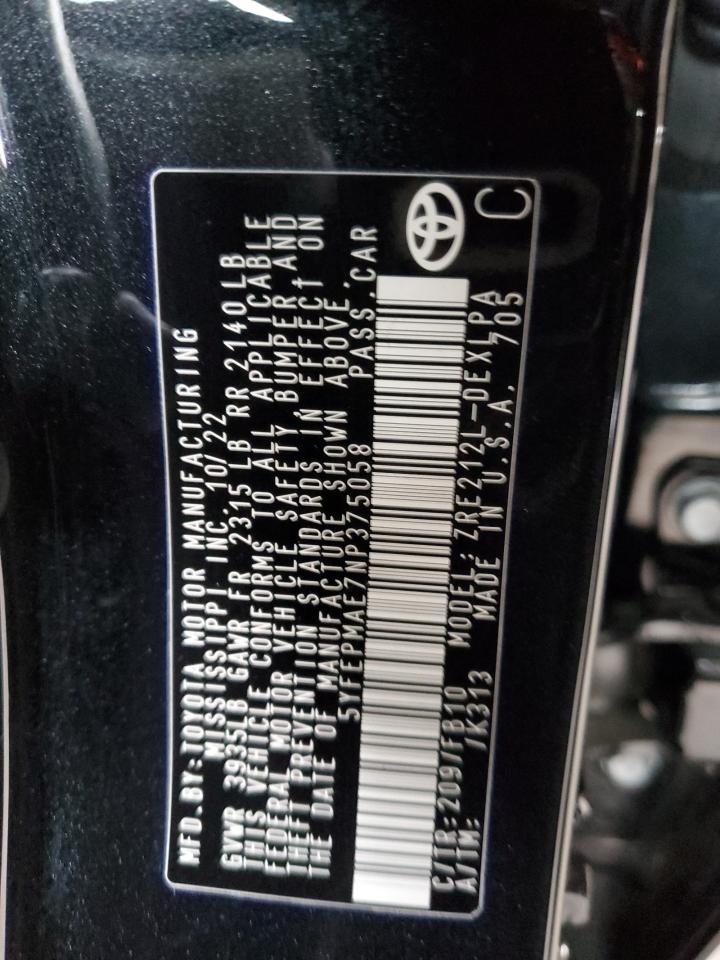 MFD.BY:TOYOTA MOTOR MANUFACTURING
MISSISSIPPI INC.10/22
GVWR 3935LB GAWR FR 2315 LB RR 2140LB
THIS VEHICLE CONFORMS TO ALL APPLICABLE
FEDERAL MOTOR VEHICLE SAFETY, BUMPER AND
THEFT PREVENTION STANDARDS IN EFFECT ON
THE DATE OF MANUFACTURE SHOWN ABOVE.
5YFEPMAE7NP375058 PASS.CAR
C/TR:209/FB10 MODEL:ZRE212L-DEXLPA
A/TM: /K313 MADE IN U.S.A. 705
C